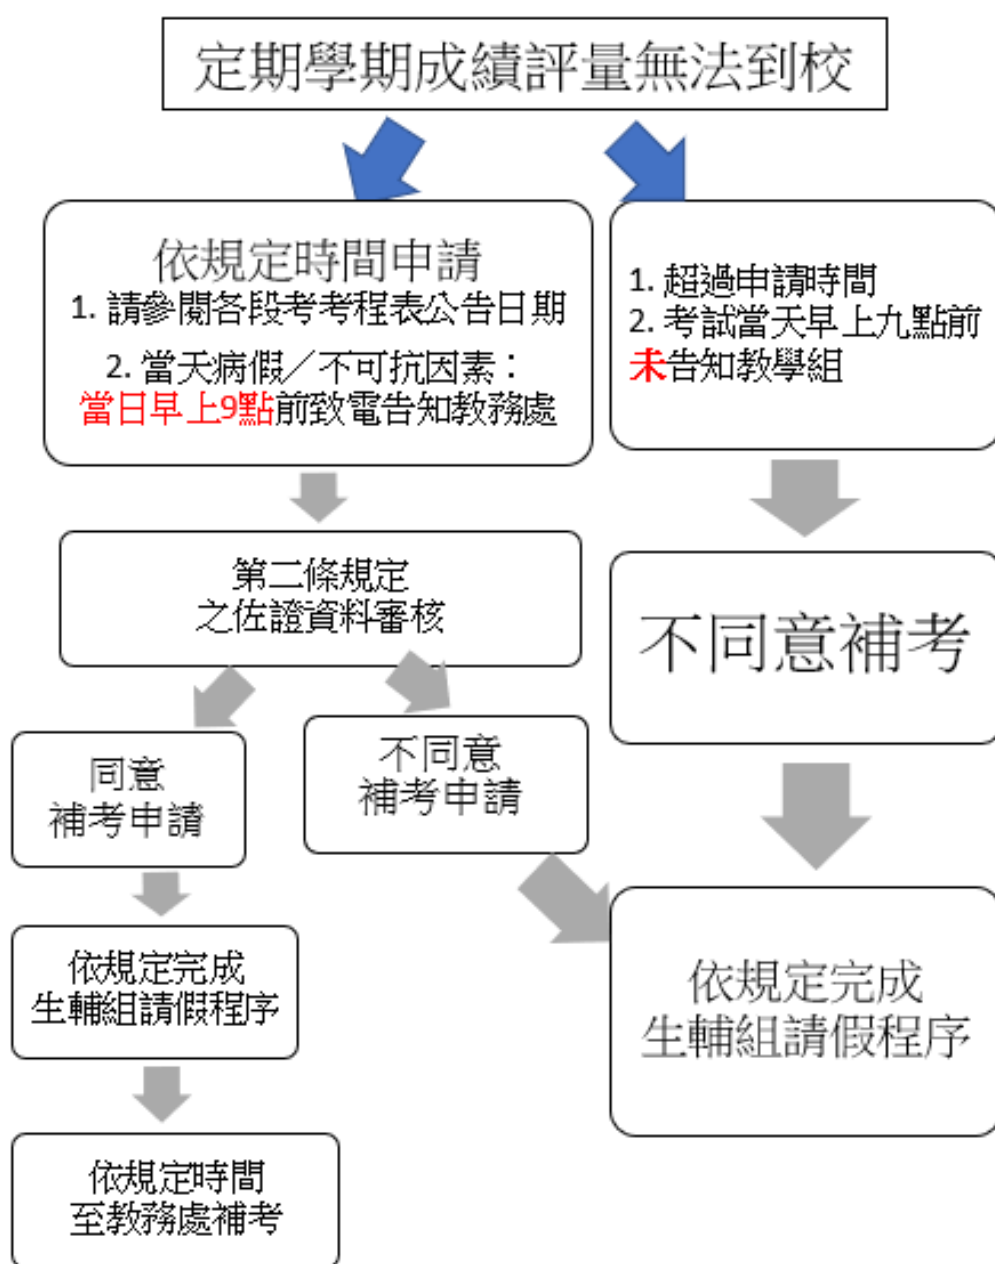 定期學期成績評量無法到校
依規定時間申請
1. 請參閱各段考考程表公告日期
2. 當天病假／不可抗因素：
當日早上9點前致電告知教務處
1. 超過申請時間
2. 考試當天早上九點前
未告知教學組
第二條規定
之佐證資料審核
不同意補考
同意
補考申請
不同意
補考申請
依規定完成
生輔組請假程序
依規定完成
生輔組請假程序
依規定時間
至教務處補考